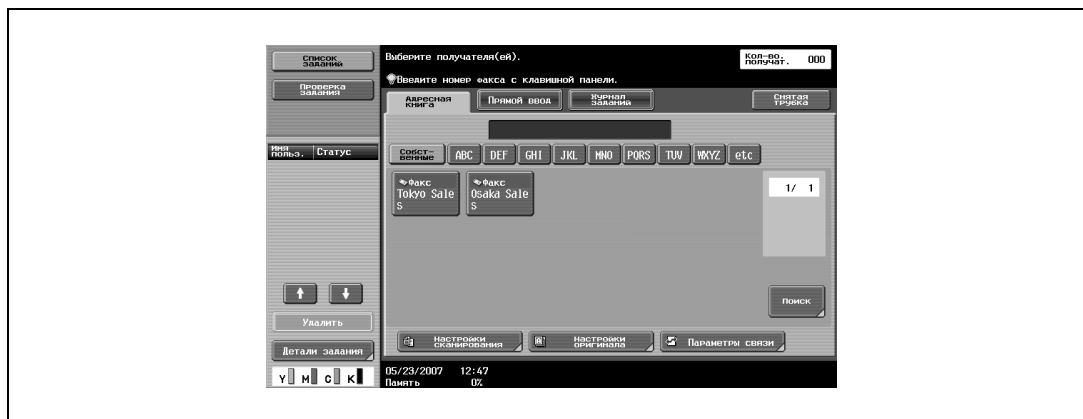 Список
заданий
Проверка
задания
Имя
польз.
Статус
Удалить
Детали задания
Y M C K
Выберите получателя(ей).
Кол-во.
получат.
000
Введите номер факса с клавишной панели.
Адресная
книга
Прямой ввод
Журнал
заданий
Снятая
трубка
Собст-
венные
ABC
DEF
GHI
JKL
MNO
PQRS
TUV
WXYZ
etc
Факс
Tokyo Sale
s
Факс
Osaka Sale
s
1/ 1
Поиск
Настройки
сканирования
Настройки
оригинала
Параметры связи
05/23/2007 12:47
Память 0%